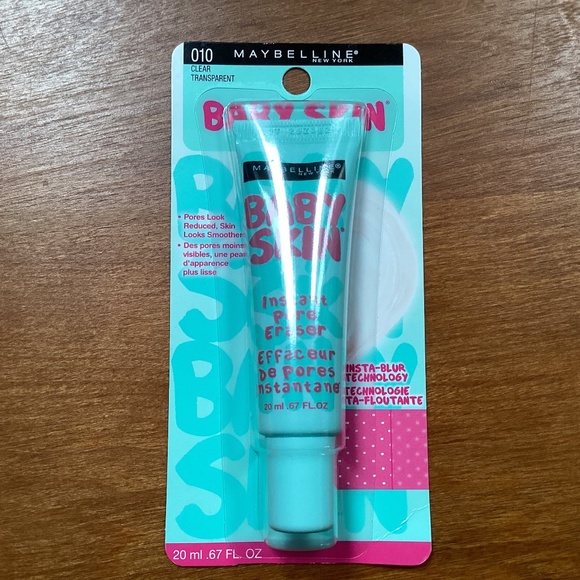 010
MAYBELLINE®
NEW YORK
CLEAR
TRANSPARENT
BABY SKIN®
MAYBELLINE®
NEW YORK
BABY
SKIN®
Instant
Pore
Eraser
Effaceur
De Pores
Instantané
20 ml .67 FL.OZ
• Pores Look
Reduced, Skin
Looks Smoother
• Des pores moins
visibles, une peau
d'apparence
plus lisse
INSTA-BLUR
TECHNOLOGY
TECHNOLOGIE
TA-FLOUTANTE
20 ml .67 FL. OZ